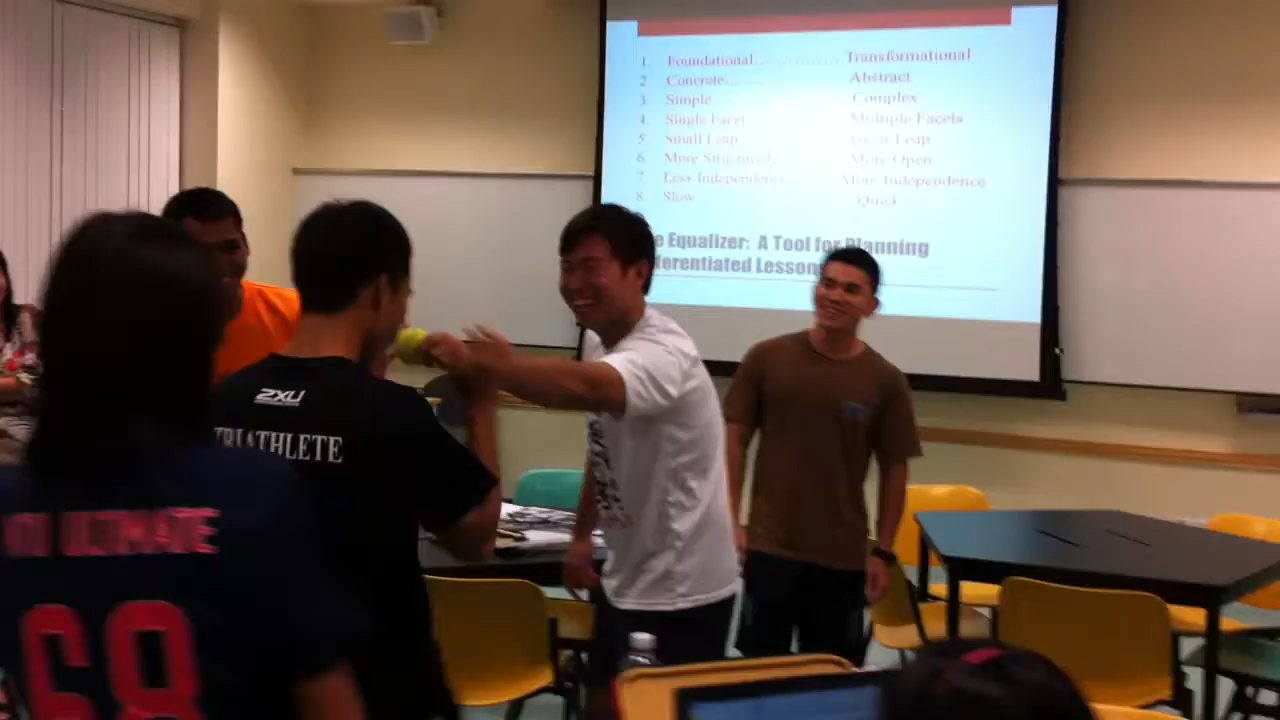 1. Foundational................ Transformational
2 Concrete........ Abstract
3. Simple Complex
4. Single Facet Multiple Facets
5 Small Leap Great Leap
6. More Structured More Open
7. Less Independence More Independence
8. Slow Quick
Equalizer: A Tool for Planning
Lessons
2XU
TRIATHLETE
ULTIMATE
68